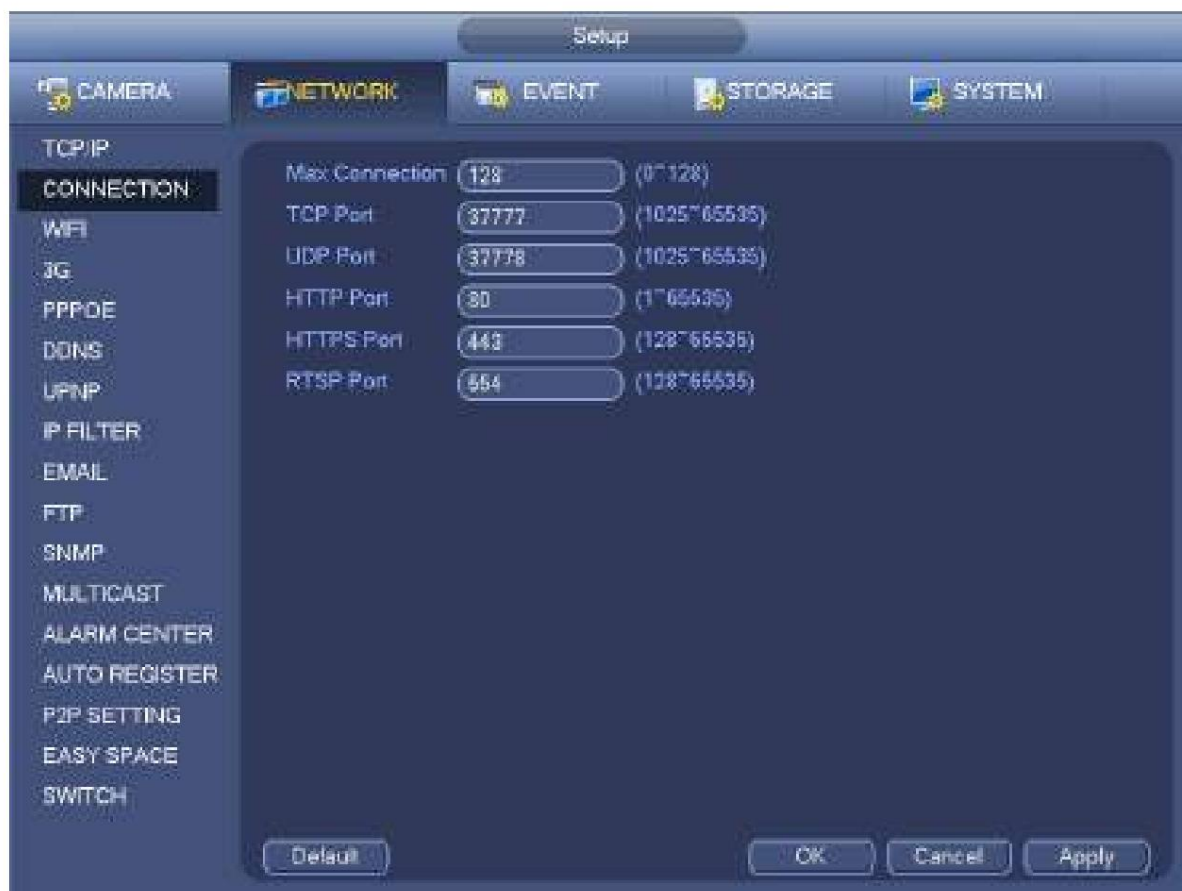 Setup
CAMERA NETWORK EVENT STORAGE SYSTEM
TCP/IP
CONNECTION
WIFI
3G
PPPOE
DDNS
UPNP
IP FILTER
EMAIL
FTP
SNMP
MULTICAST
ALARM CENTER
AUTO REGISTER
P2P SETTING
EASY SPACE
SWITCH
Max Connection 128 (0~128)
TCP Port 37777 (1025~65535)
UDP Port 37778 (1025~65535)
HTTP Port 80 (1~65535)
HTTPS Port 443 (128~65535)
RTSP Port 554 (128~65535)
Default OK Cancel Apply